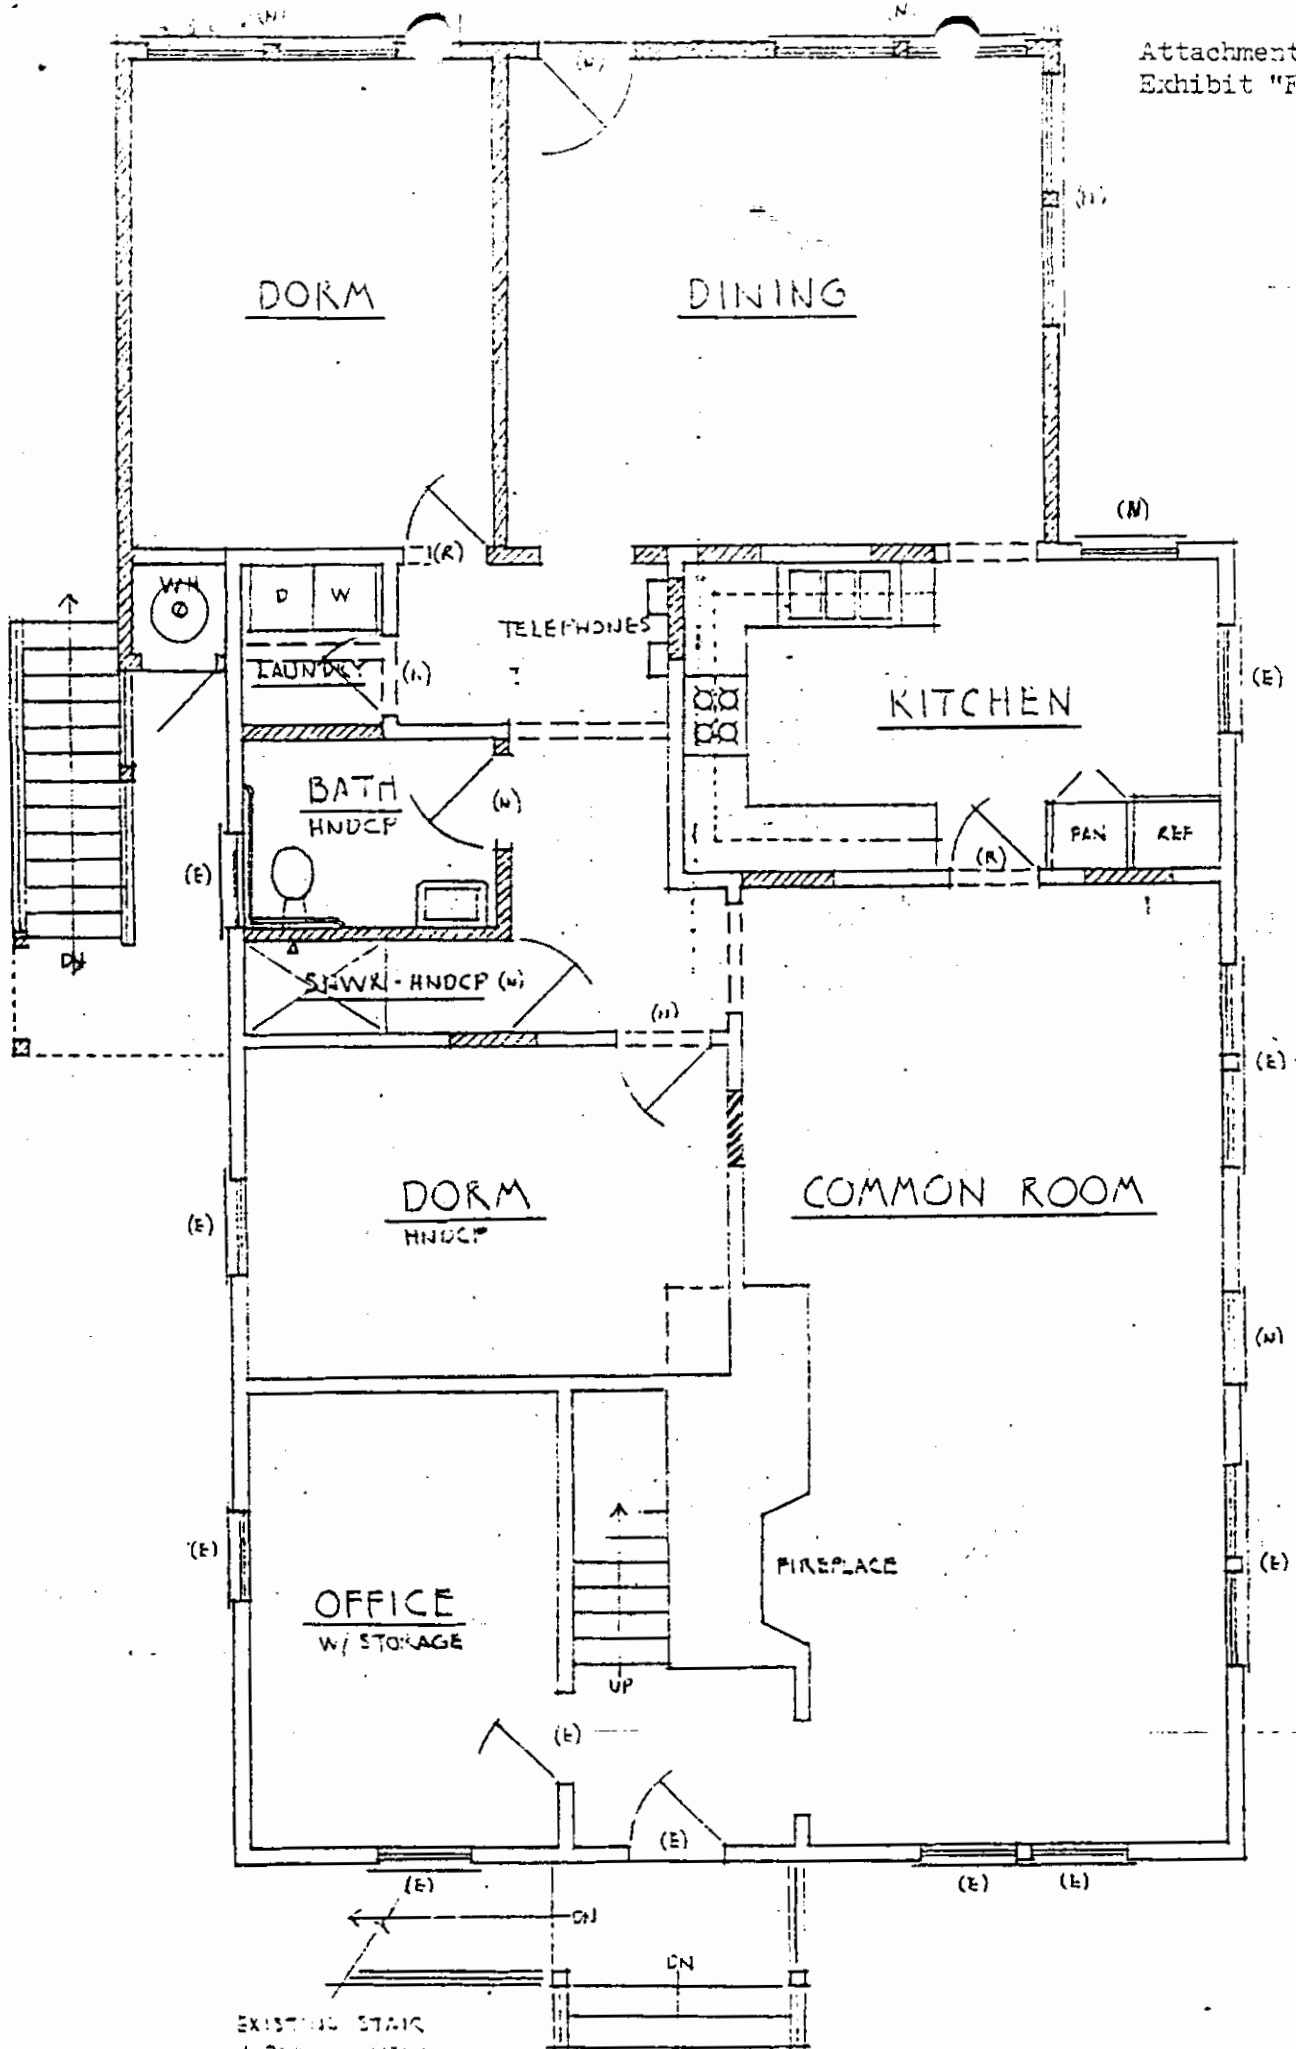 (N)
Attachment
Exhibit "F
(N)
(N)
DORM
DINING
(N)
(R)
W/H
D W
TELEPHONES
LAUNDRY
(N)
KITCHEN
(E)
BATH
HNDCP
(N)
(E)
PAN REF
(R)
DN
SHWR - HNDCP (N)
(N)
(E)
DORM
HNDCP
(E)
COMMON ROOM
(N)
(E)
FIREPLACE
(E)
OFFICE
W/ STORAGE
UP
(E)
(E)
(E)
(E) (E)
DN
DN
EXISTING STAIR